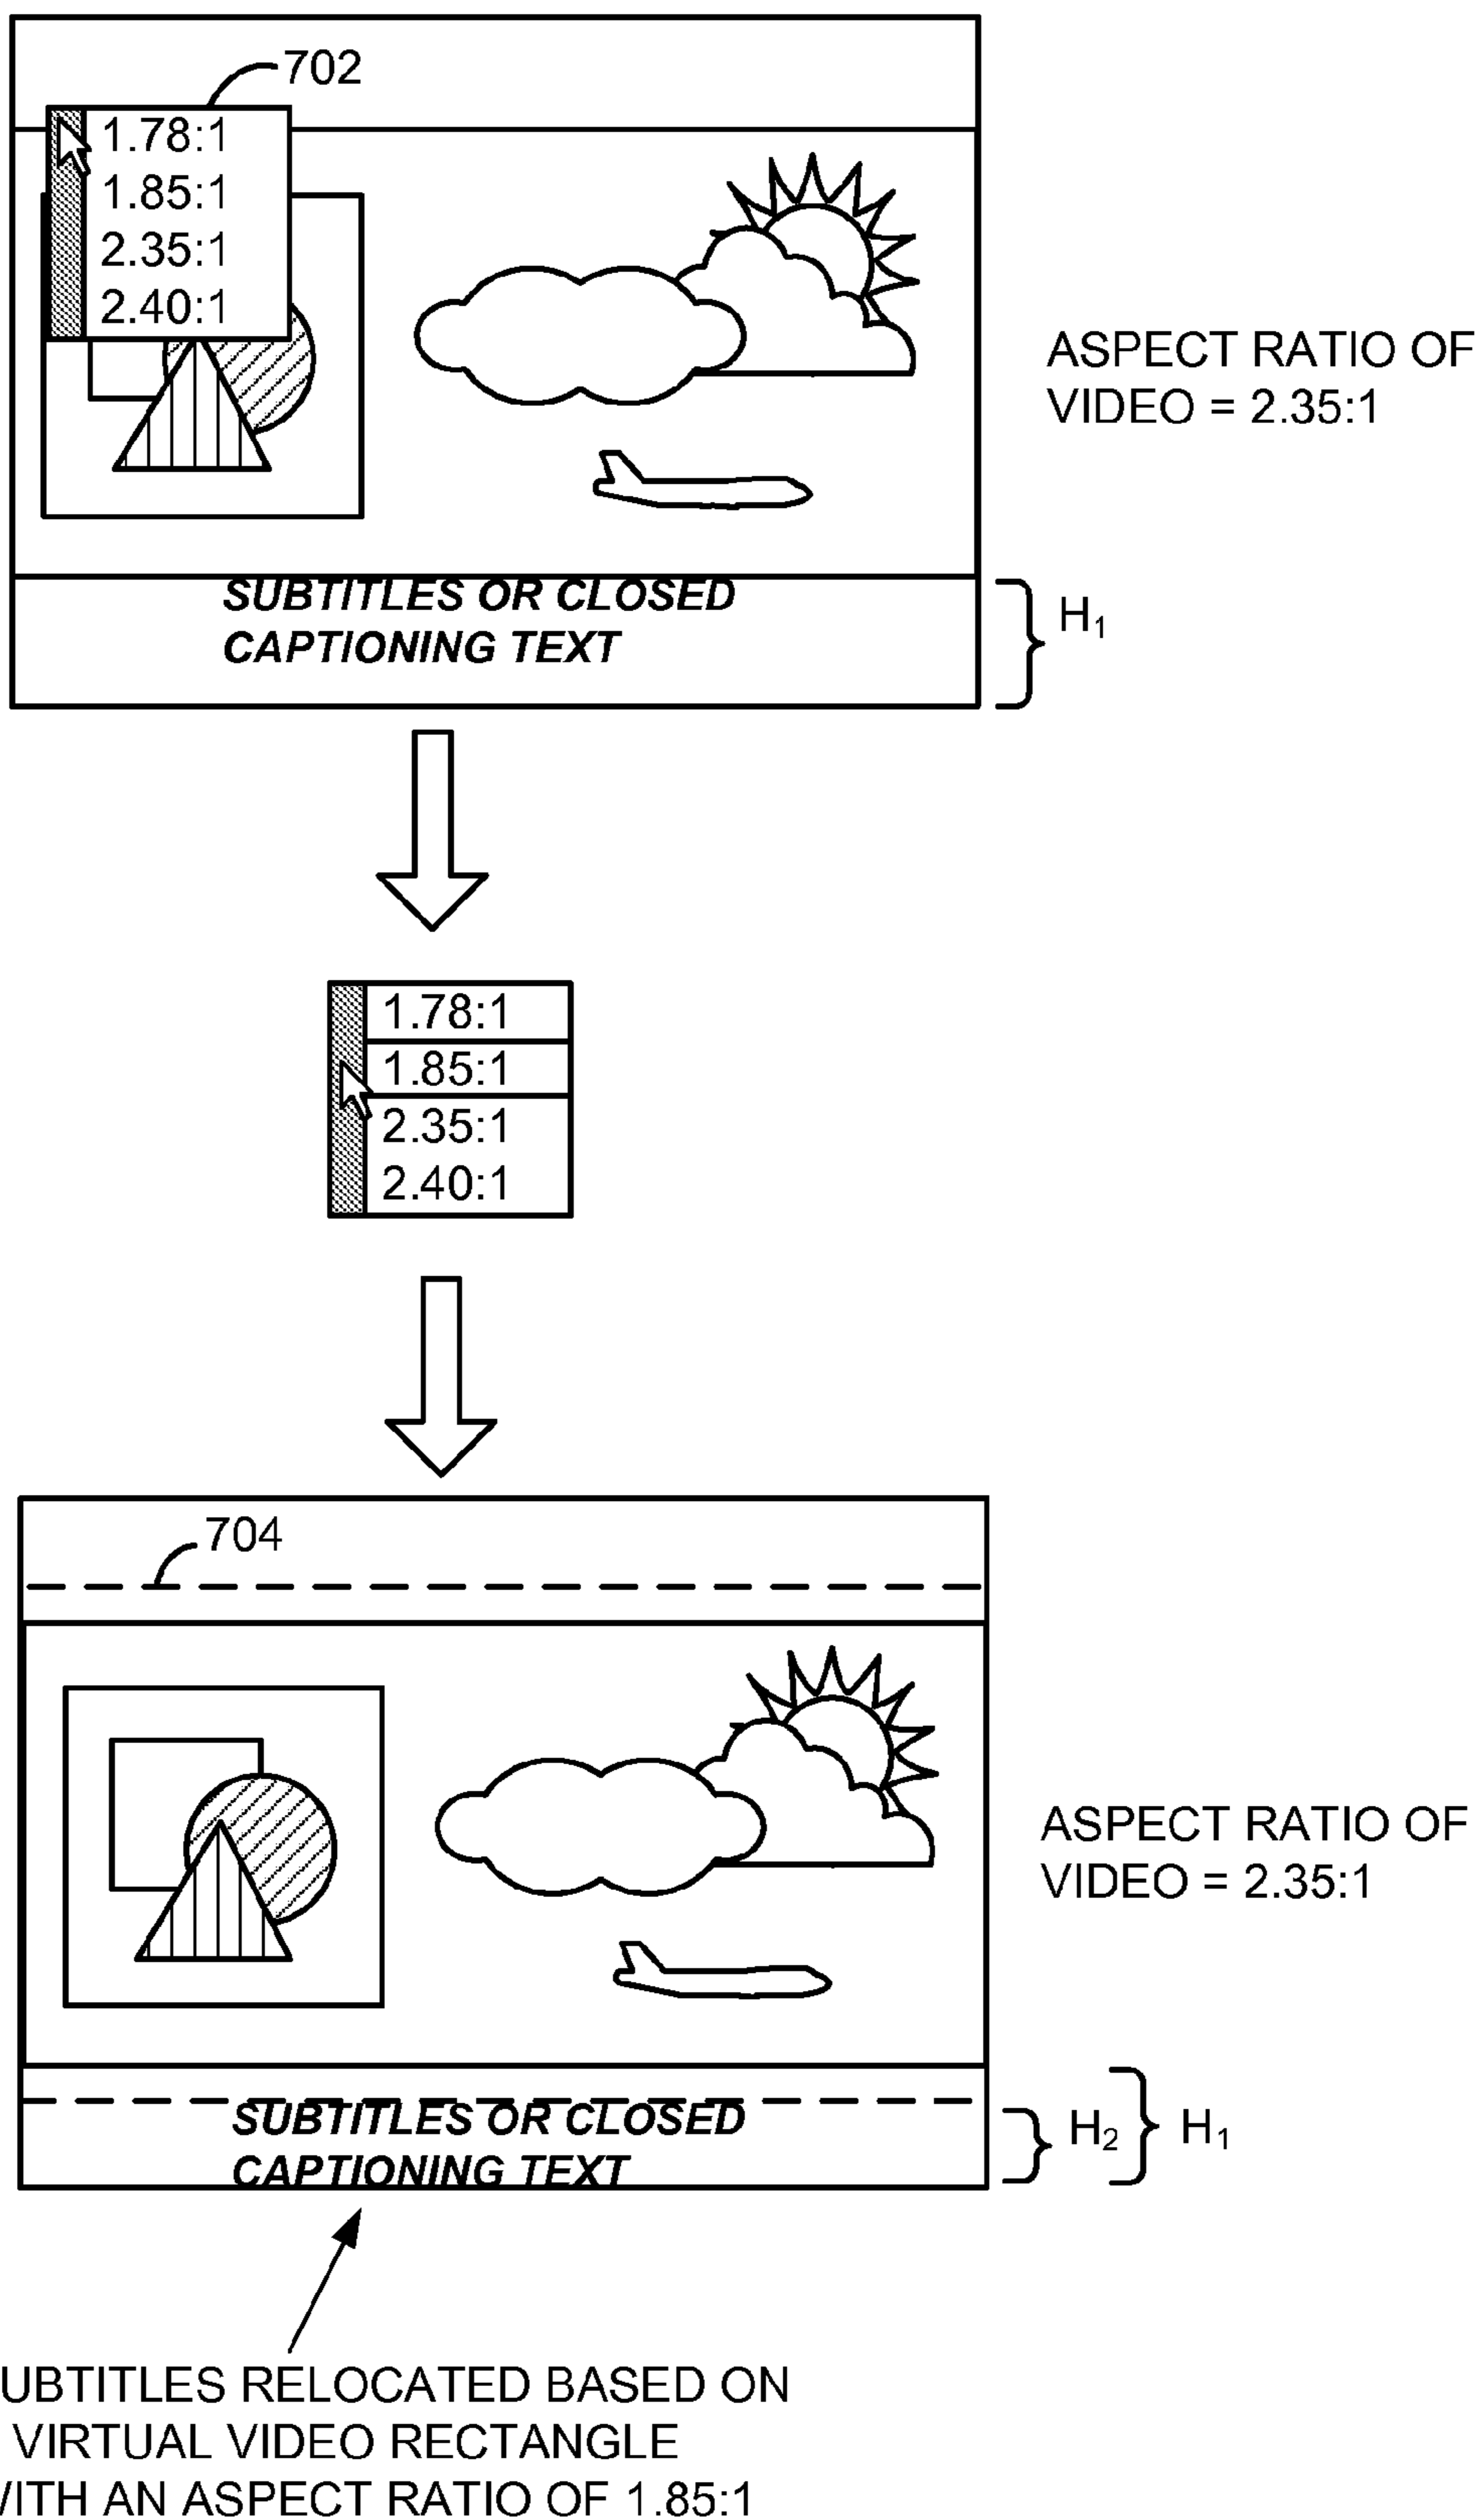 702
1.78:1
1.85:1
2.35:1
2.40:1
ASPECT RATIO OF
VIDEO = 2.35:1
SUBTITLES OR CLOSED
CAPTIONING TEXT
H1
1.78:1
1.85:1
2.35:1
2.40:1
704
ASPECT RATIO OF
VIDEO = 2.35:1
SUBTITLES OR CLOSED
CAPTIONING TEXT
H2
H1
UBTITLES RELOCATED BASED ON
VIRTUAL VIDEO RECTANGLE
WITH AN ASPECT RATIO OF 1.85:1